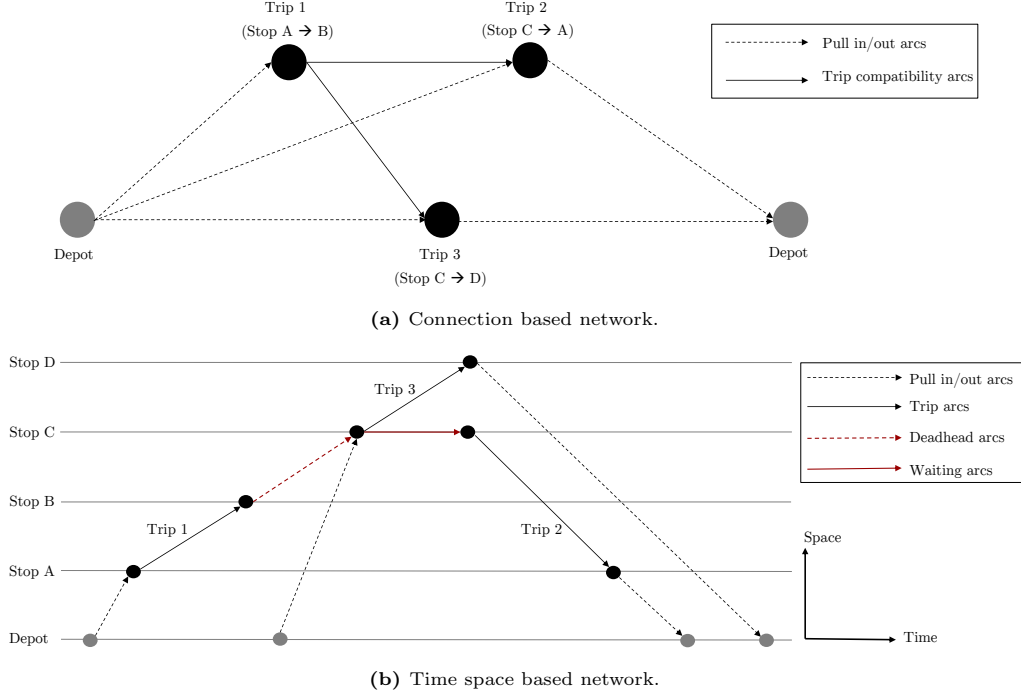 Trip 1
(Stop A → B)
Trip 2
(Stop C → A)
Pull in/out arcs
Trip compatibility arcs
Depot
Trip 3
(Stop C → D)
Depot
(a) Connection based network.
Stop D
Trip 3
Pull in/out arcs
Trip arcs
Stop C
Deadhead arcs
Waiting arcs
Stop B
Trip 1
Trip 2
Space
Stop A
Depot
Time
(b) Time space based network.